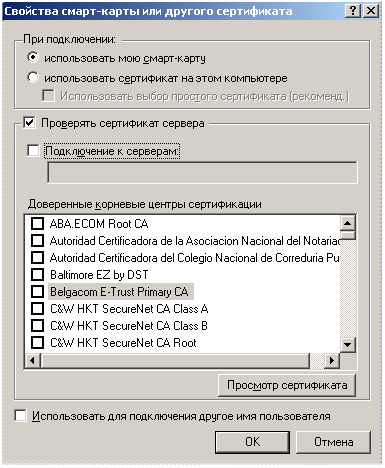 Свойства смарт-карты или другого сертификата
При подключении:
использовать мою смарт-карту
использовать сертификат на этом компьютере
Использовать выбор простого сертификата (рекоменд.)
Проверять сертификат сервера
Подключение к серверам:
Доверенные корневые центры сертификации
ABA.ECOM Root CA
Autoridad Certificadora de la Asociacion Nacional del Notariad
Autoridad Certificadora del Colegio Nacional de Correduria Pu
Baltimore EZ by DST
Belgacom E-Trust Primary CA
C&W HKT SecureNet CA Class A
C&W HKT SecureNet CA Class B
C&W HKT SecureNet CA Root
Просмотр сертификата
Использовать для подключения другое имя пользователя
OK
Отмена